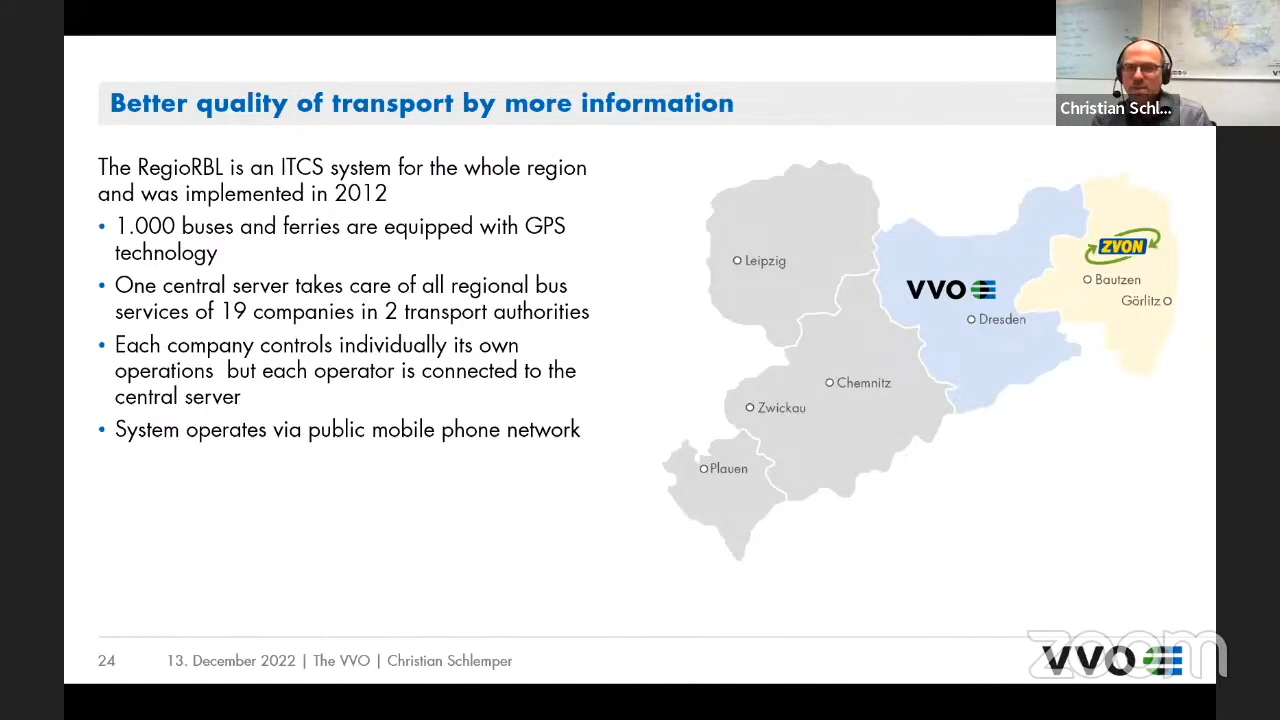 Better quality of transport by more information
Christian Schl...
The RegioRBL is an ITCS system for the whole region
and was implemented in 2012
• 1.000 buses and ferries are equipped with GPS
technology
• One central server takes care of all regional bus
services of 19 companies in 2 transport authorities
• Each company controls individually its own
operations but each operator is connected to the
central server
• System operates via public mobile phone network
Leipzig
VVO
Dresden
ZVON
Bautzen
Görlitz
Chemnitz
Zwickau
Plauen
24
13. December 2022 | The VVO | Christian Schlemper
VVO
zoom